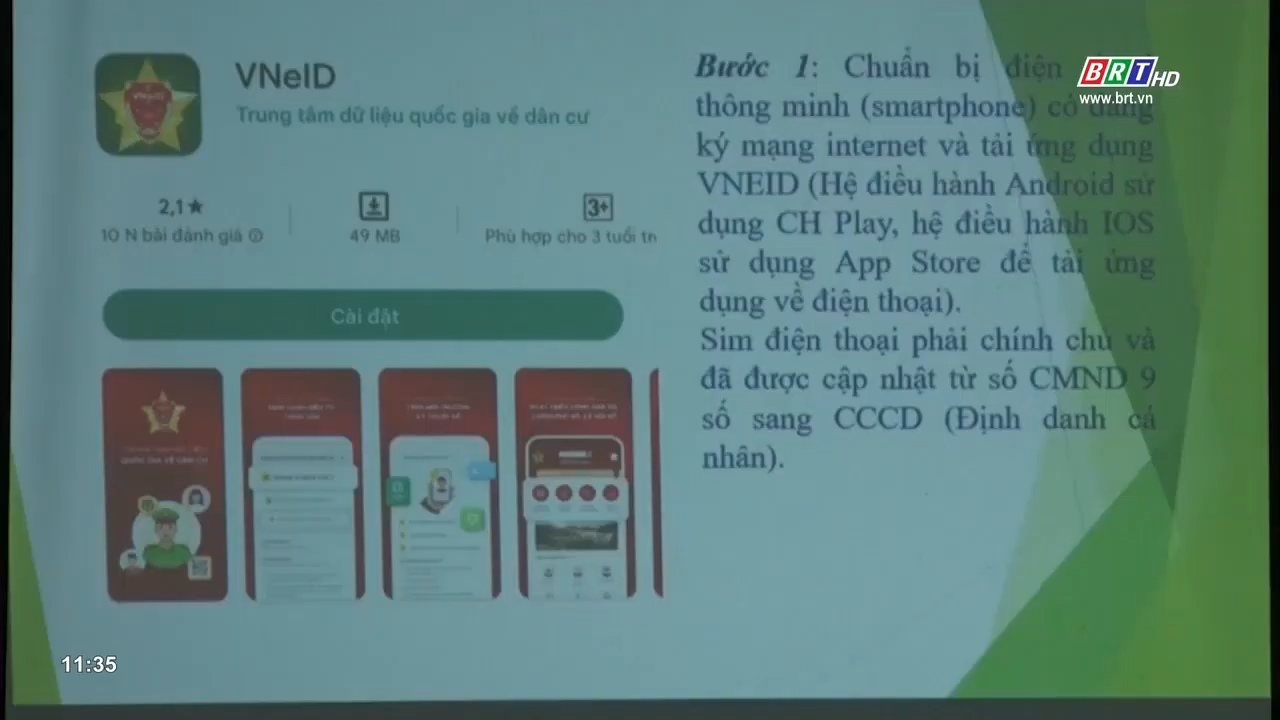 VNeID
Trung tâm dữ liệu quốc gia về dân cư
2,1★
10 N bài đánh giá
49 MB
3+
Phù hợp cho 3 tuổi tr
Cài đặt
Bước 1: Chuẩn bị điện
thông minh (smartphone) có đăng
ký mạng internet và tải ứng dụng
VNEID (Hệ điều hành Android sử
dụng CH Play, hệ điều hành IOS
sử dụng App Store để tải ứng
dụng về điện thoại).
Sim điện thoại phải chính chủ và
đã được cập nhật từ số CMND 9
số sang CCCD (Định danh cá
nhân).
BRT HD
www.brt.vn
11:35